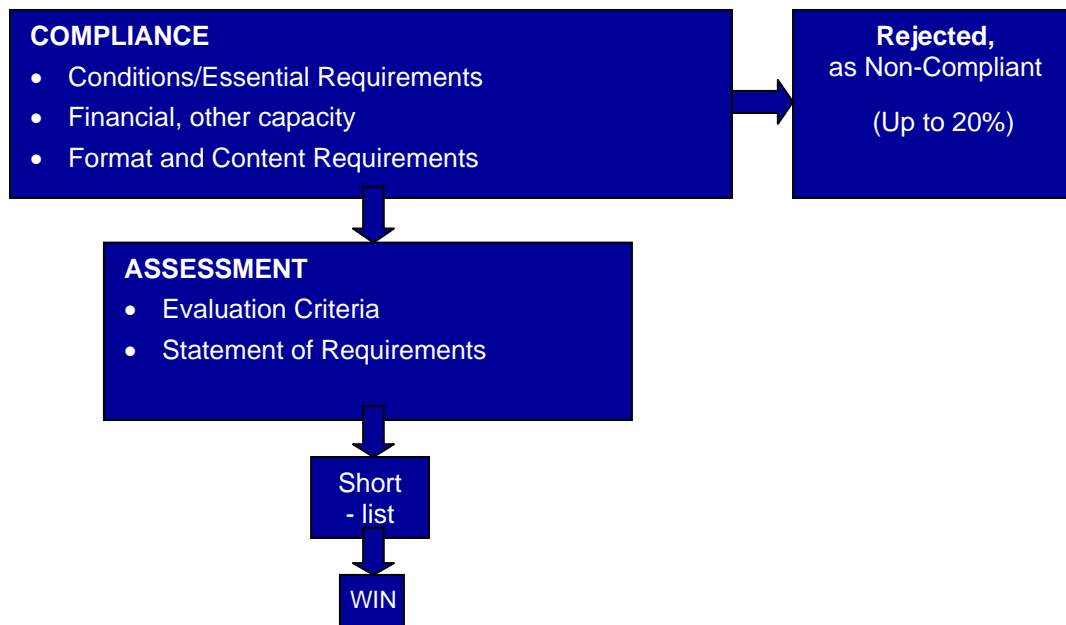 COMPLIANCE
• Conditions/Essential Requirements
• Financial, other capacity
• Format and Content Requirements
Rejected,
as Non-Compliant
(Up to 20%)
ASSESSMENT
• Evaluation Criteria
• Statement of Requirements
Short
- list
WIN